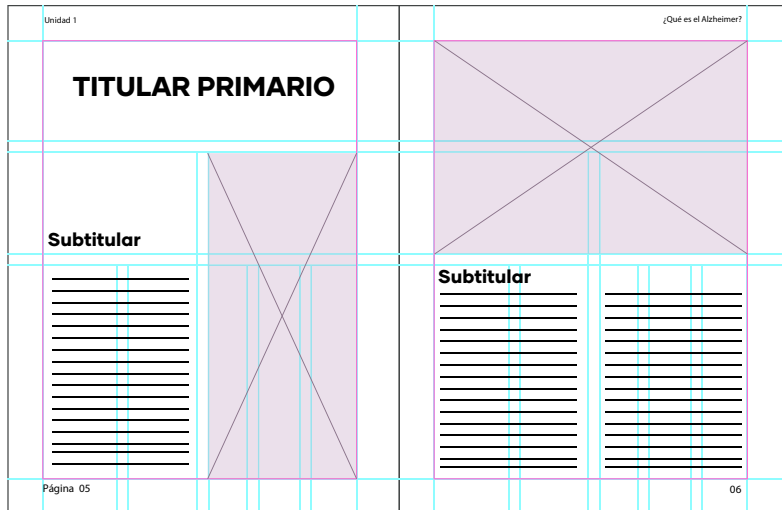 Unidad 1
TITULAR PRIMARIO
Subtitular
Página 05
¿Qué es el Alzheimer?
Subtitular
06